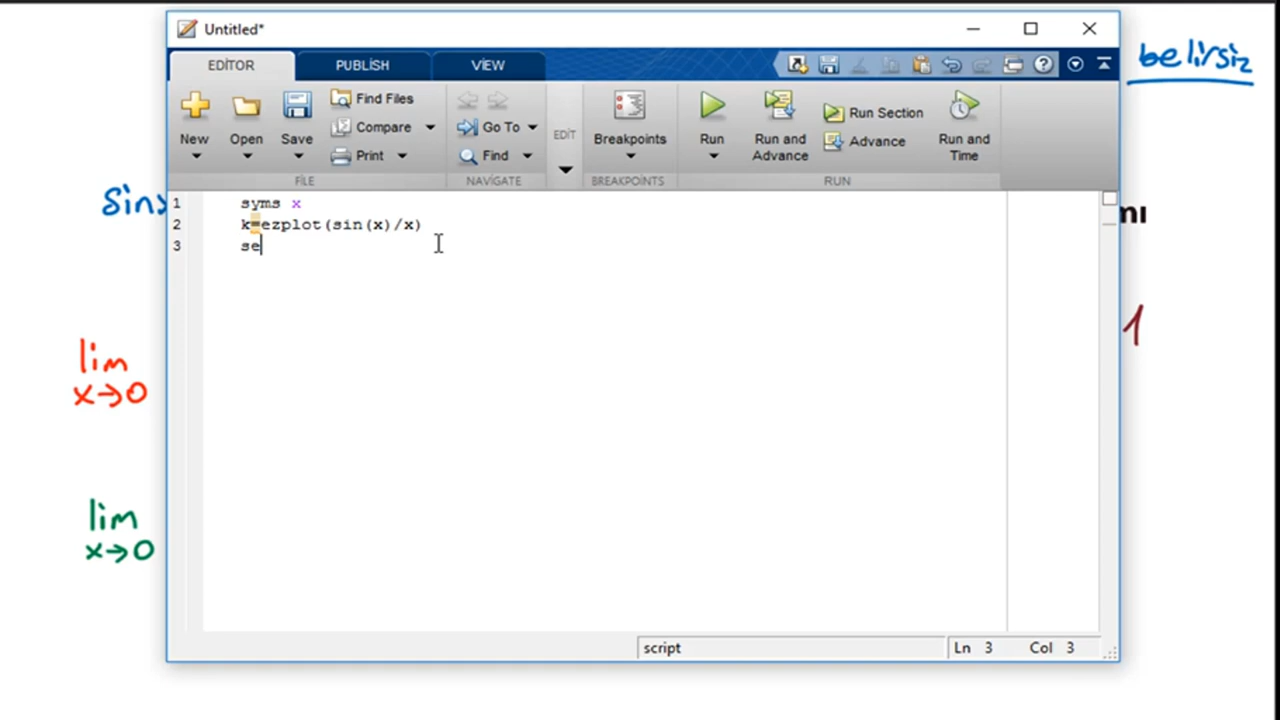 Untitled*
belirsiz
EDITOR PUBLISH VIEW
New Open Save Find Files Compare Print
Go To Find
EDIT
Breakpoints
Run Run and Advance Run Section Advance Run and Time
FILE NAVIGATE BREAKPOINTS RUN
sinx
mı
1 syms x
2 k=ezplot(sin(x)/x)
3 se
1
lim
x→0
lim
x→0
script Ln 3 Col 3